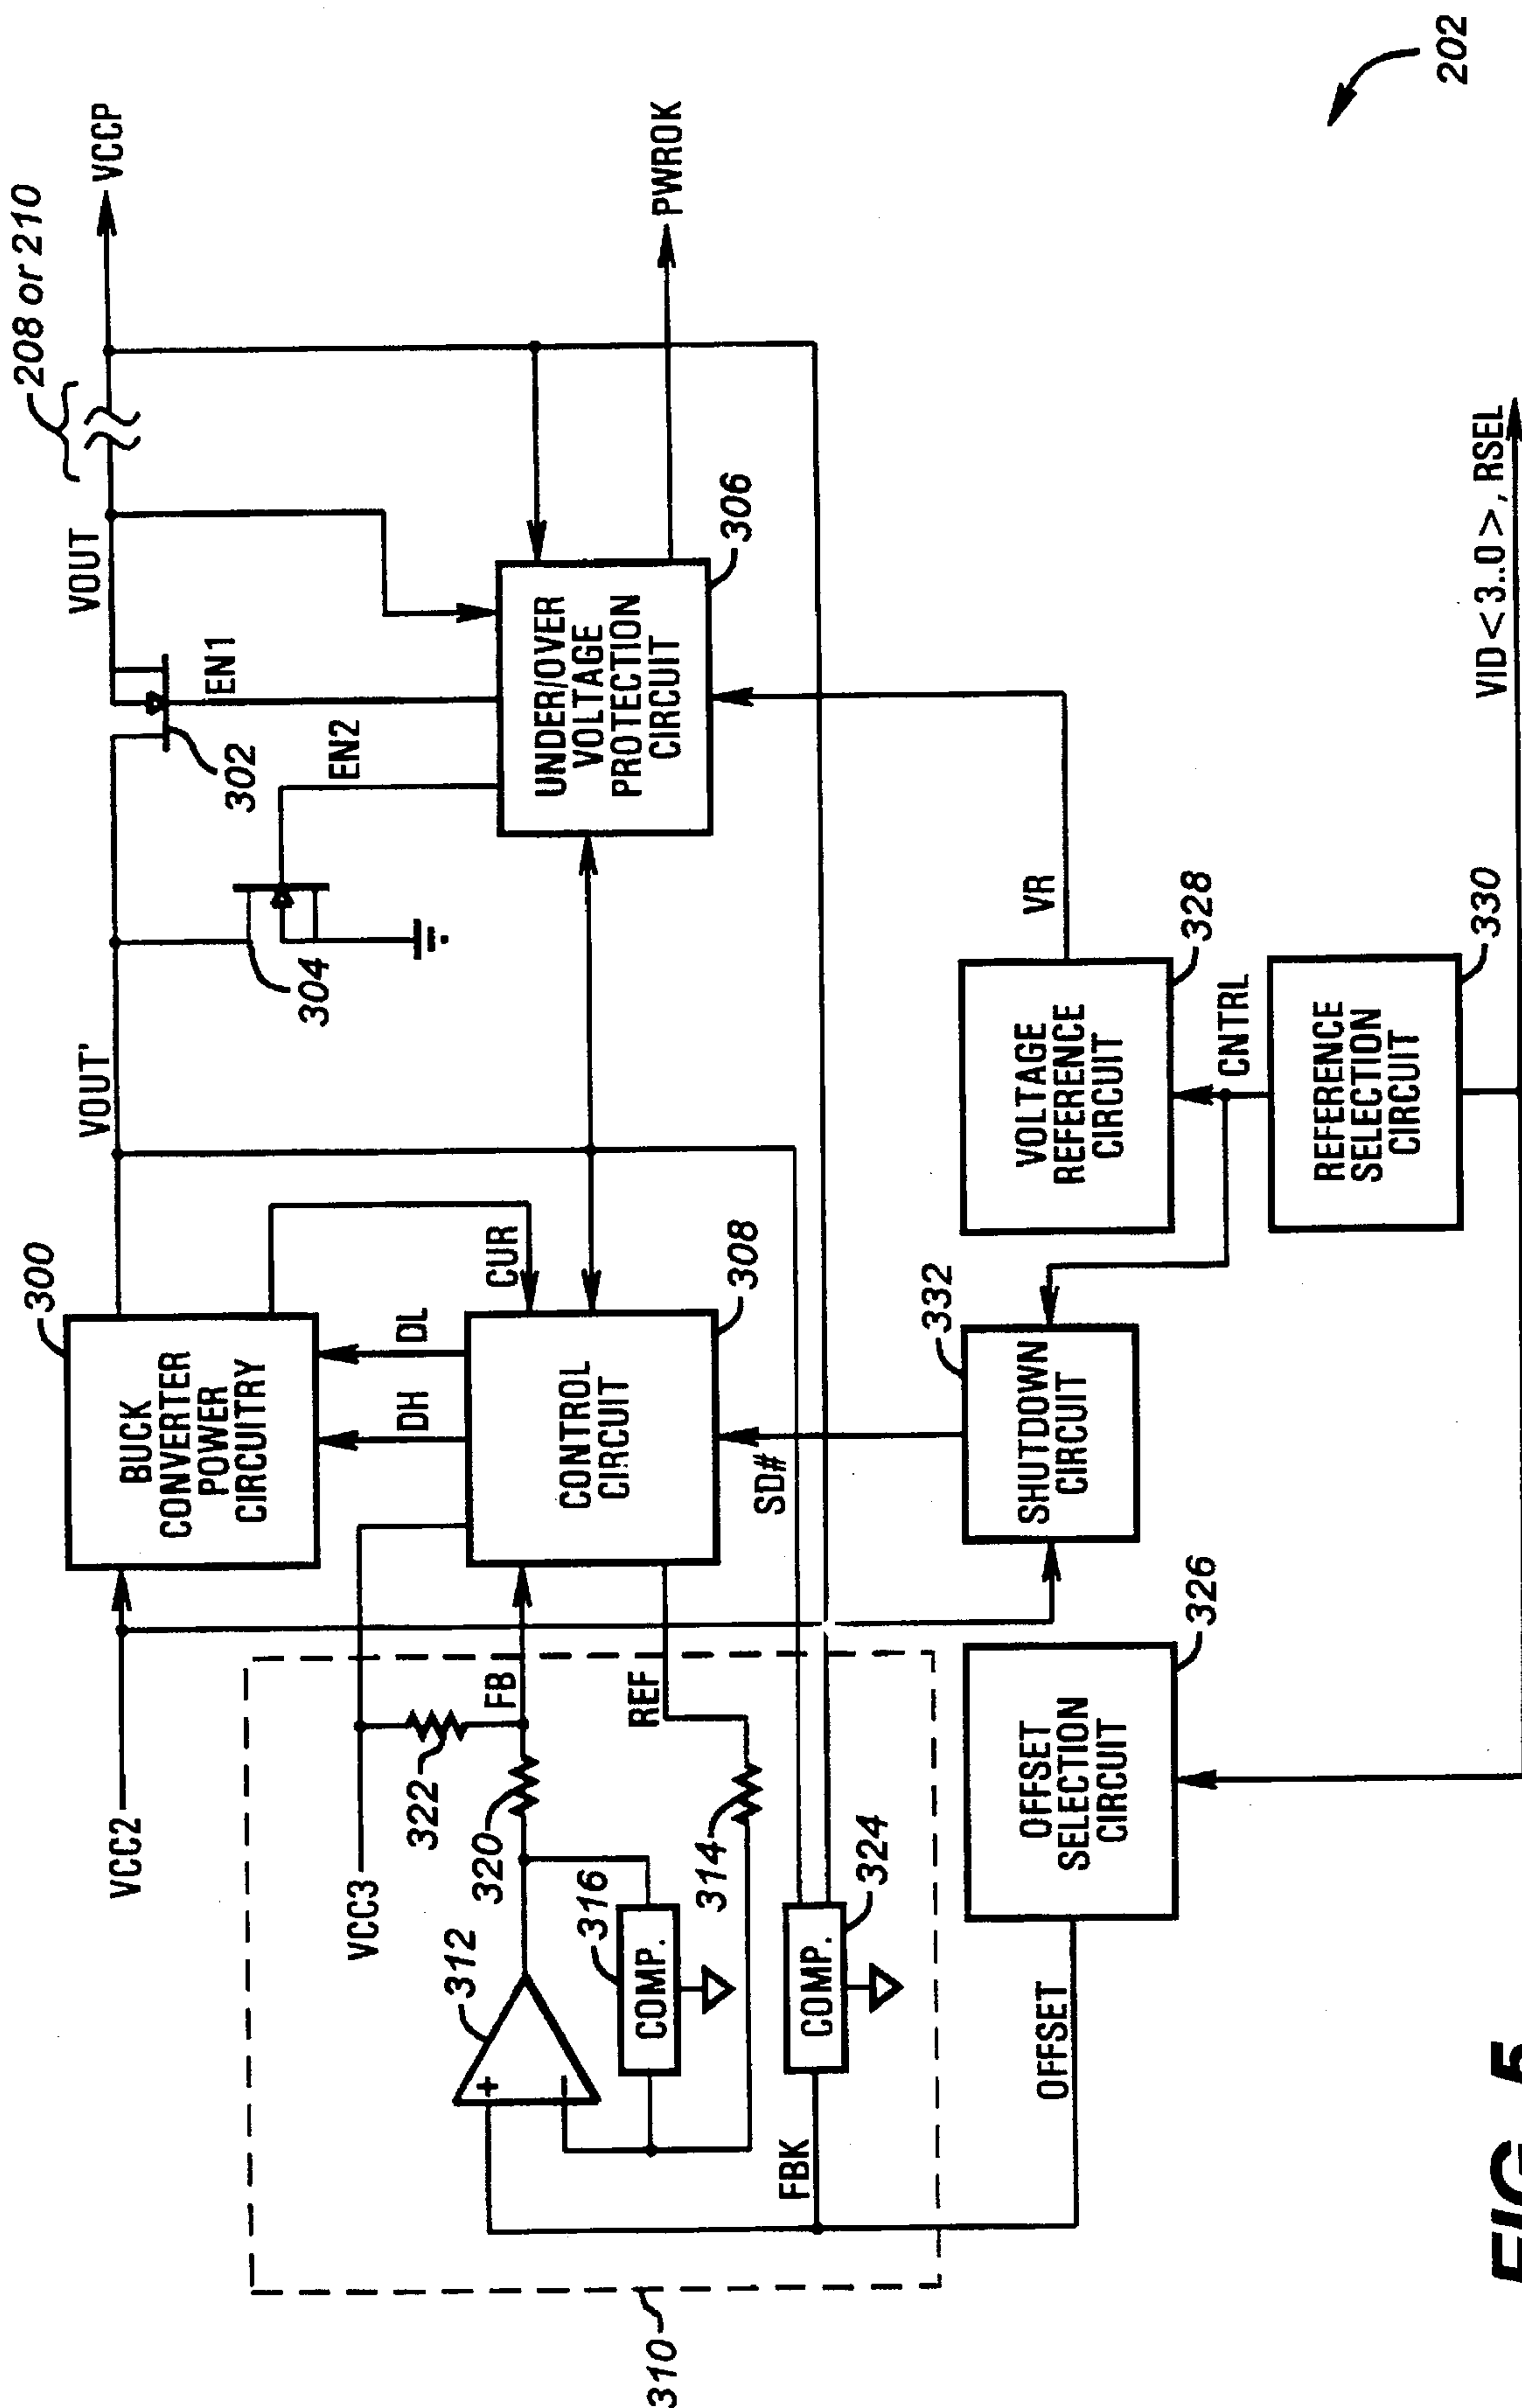 208 or 210
VCCP
VOUT
VOUT'
300
BUCK
CONVERTER
POWER
CIRCUITRY
VCC2
VCC3
302
EN1
EN2
304
PWROK
UNDER/OVER
VOLTAGE
PROTECTION
CIRCUIT
306
CUR
DL
DH
CONTROL
CIRCUIT
308
FB
REF
322
320
312
+
−
316
COMP.
314
SD#
324
COMP.
FBK
310
OFFSET
OFFSET
SELECTION
CIRCUIT
326
332
SHUTDOWN
CIRCUIT
VR
VOLTAGE
REFERENCE
CIRCUIT
328
CNTRL
REFERENCE
SELECTION
CIRCUIT
330
VID<3..0>, RSEL
202
FIG. 5